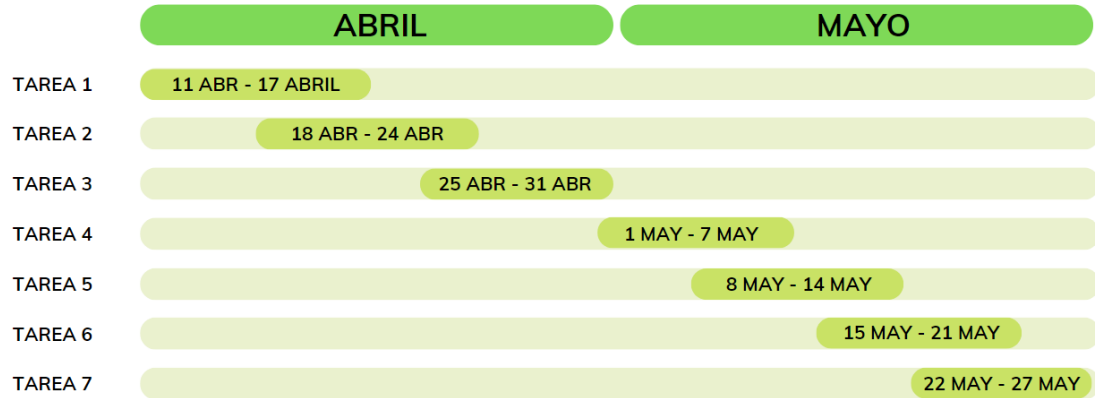 ABRIL MAYO
TAREA 1 11 ABR - 17 ABRIL
TAREA 2 18 ABR - 24 ABR
TAREA 3 25 ABR - 31 ABR
TAREA 4 1 MAY - 7 MAY
TAREA 5 8 MAY - 14 MAY
TAREA 6 15 MAY - 21 MAY
TAREA 7 22 MAY - 27 MAY